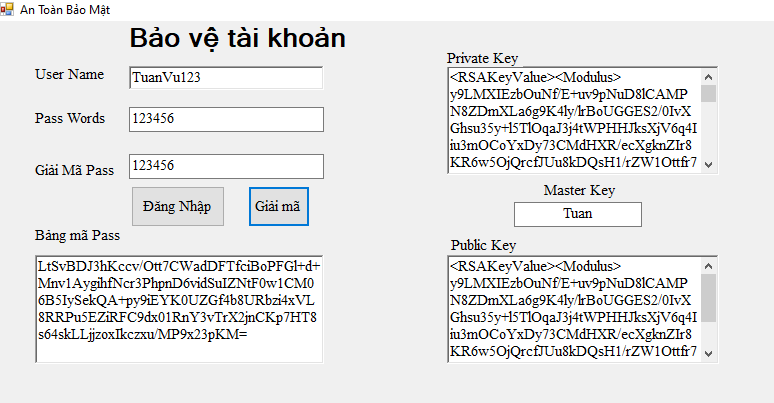 An Toàn Bảo Mật
Bảo vệ tài khoản
User Name
TuanVu123
Pass Words
123456
Giải Mã Pass
123456
Đăng Nhập
Giải mã
Bảng mã Pass
LtSvBDJ3hKccv/Ott7CWadDFTfciBoPFGl+d+
Mnv1AygihfNcr3PhpnD6vidSuIZNtF0w1CM0
6B5IySekQA+py9iEYK0UZGf4b8URbzi4xVL
8RRPu5EZiRFC9dx01RnY3vTrX2jnCKp7HT8
s64skLLjjzoxIkczxu/MP9x23pKM=
Private Key
<RSAKeyValue><Modulus>
y9LMXIEzbOuNf/E+uv9pNuD8lCAMP
N8ZDmXLa6g9K4ly/lrBoUGGES2/0IvX
Ghsu35y+l5TlOqaJ3j4tWPHHJksXjV6q4I
iu3mOCoYxDy73CMdHXR/ecXgknZIr8
KR6w5OjQrcfJUu8kDQsH1/rZW1Ottfr7
Master Key
Tuan
Public Key
<RSAKeyValue><Modulus>
y9LMXIEzbOuNf/E+uv9pNuD8lCAMP
N8ZDmXLa6g9K4ly/lrBoUGGES2/0IvX
Ghsu35y+l5TlOqaJ3j4tWPHHJksXjV6q4I
iu3mOCoYxDy73CMdHXR/ecXgknZIr8
KR6w5OjQrcfJUu8kDQsH1/rZW1Ottfr7